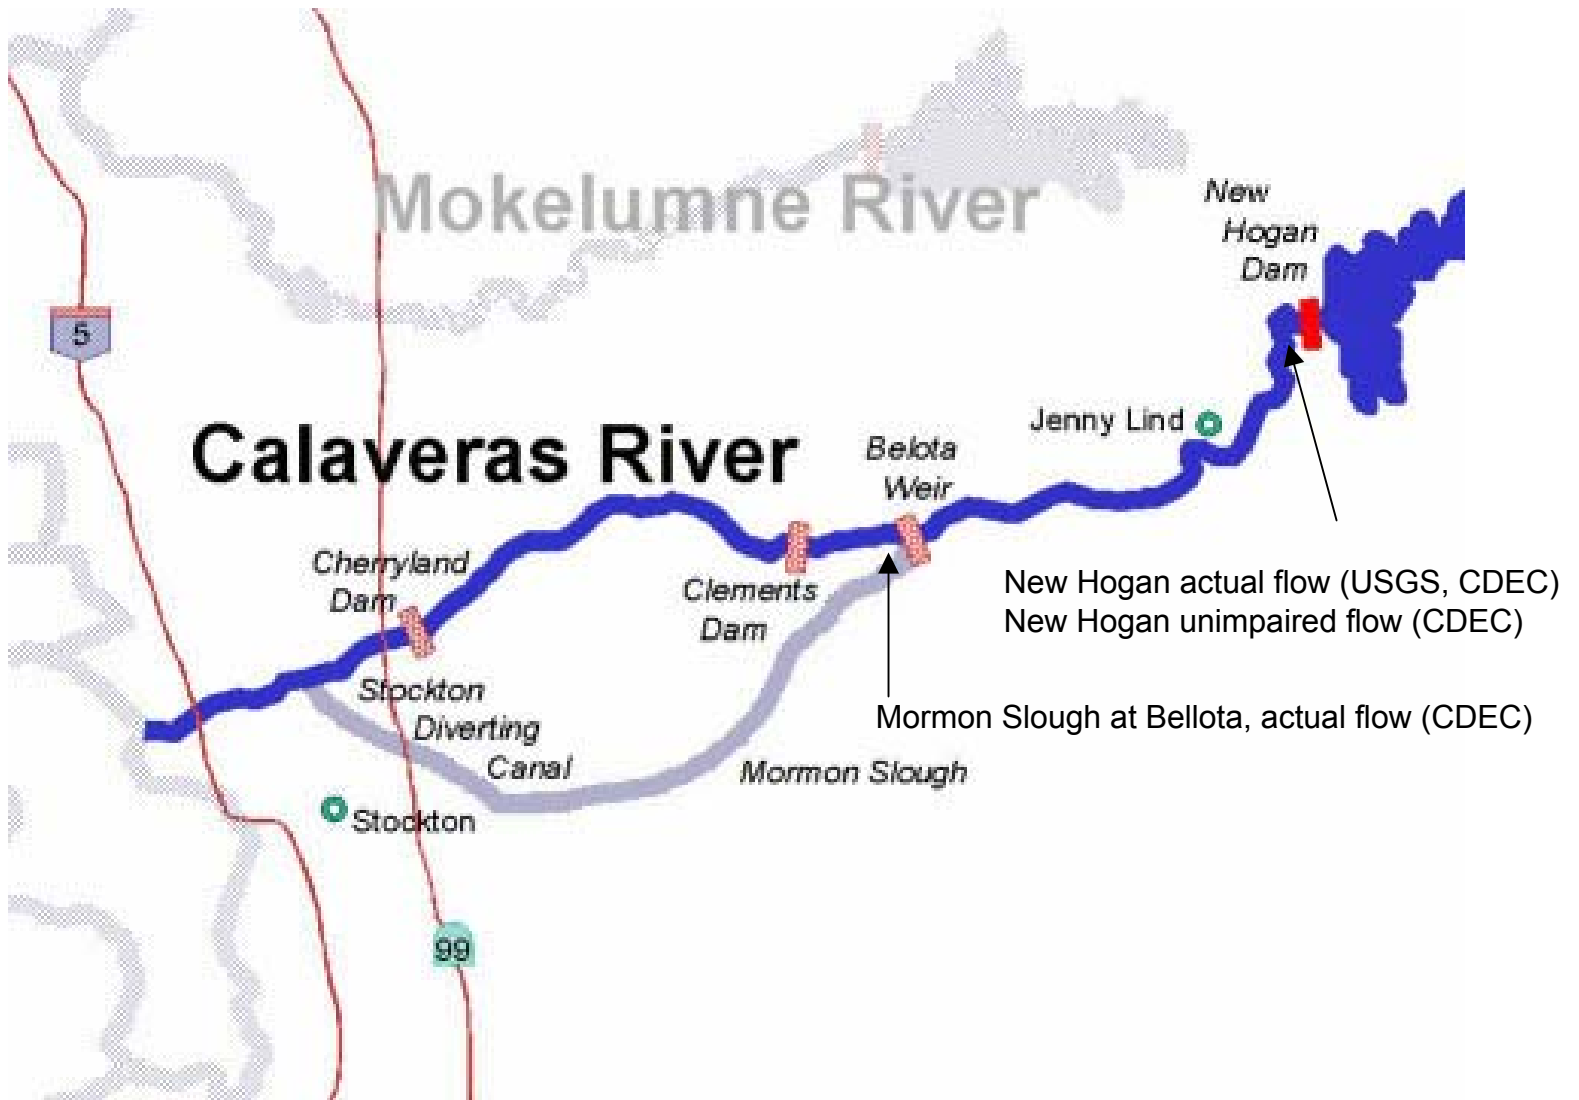 Mokelumne River
New
Hogan
Dam
5
Jenny Lind
Calaveras River
Belota
Weir
Cherryland
Dam
Clements
Dam
New Hogan actual flow (USGS, CDEC)
New Hogan unimpaired flow (CDEC)
Stockton
Diverting
Canal
Mormon Slough at Bellota, actual flow (CDEC)
Mormon Slough
Stockton
99